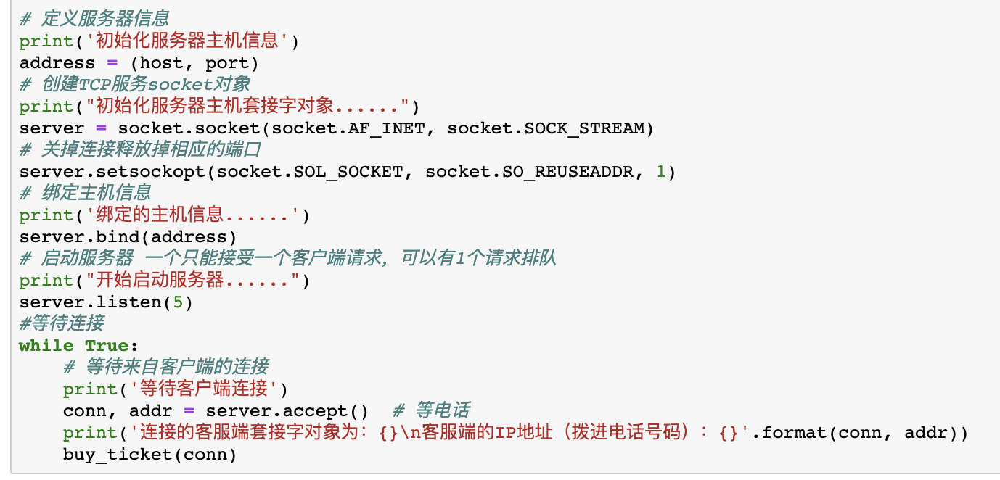 # 定义服务器信息
print('初始化服务器主机信息')
address = (host, port)
# 创建TCP服务socket对象
print("初始化服务器主机套接字对象......")
server = socket.socket(socket.AF_INET, socket.SOCK_STREAM)
# 关掉连接释放掉相应的端口
server.setsockopt(socket.SOL_SOCKET, socket.SO_REUSEADDR, 1)
# 绑定主机信息
print('绑定的主机信息......')
server.bind(address)
# 启动服务器 一个只能接受一个客户端请求，可以有1个请求排队
print("开始启动服务器......")
server.listen(5)
#等待连接
while True:
    # 等待来自客户端的连接
    print('等待客户端连接')
    conn, addr = server.accept()  # 等电话
    print('连接的客服端套接字对象为：{}\n客服端的IP地址（拨进电话号码）：{}'.format(conn, addr))
    buy_ticket(conn)